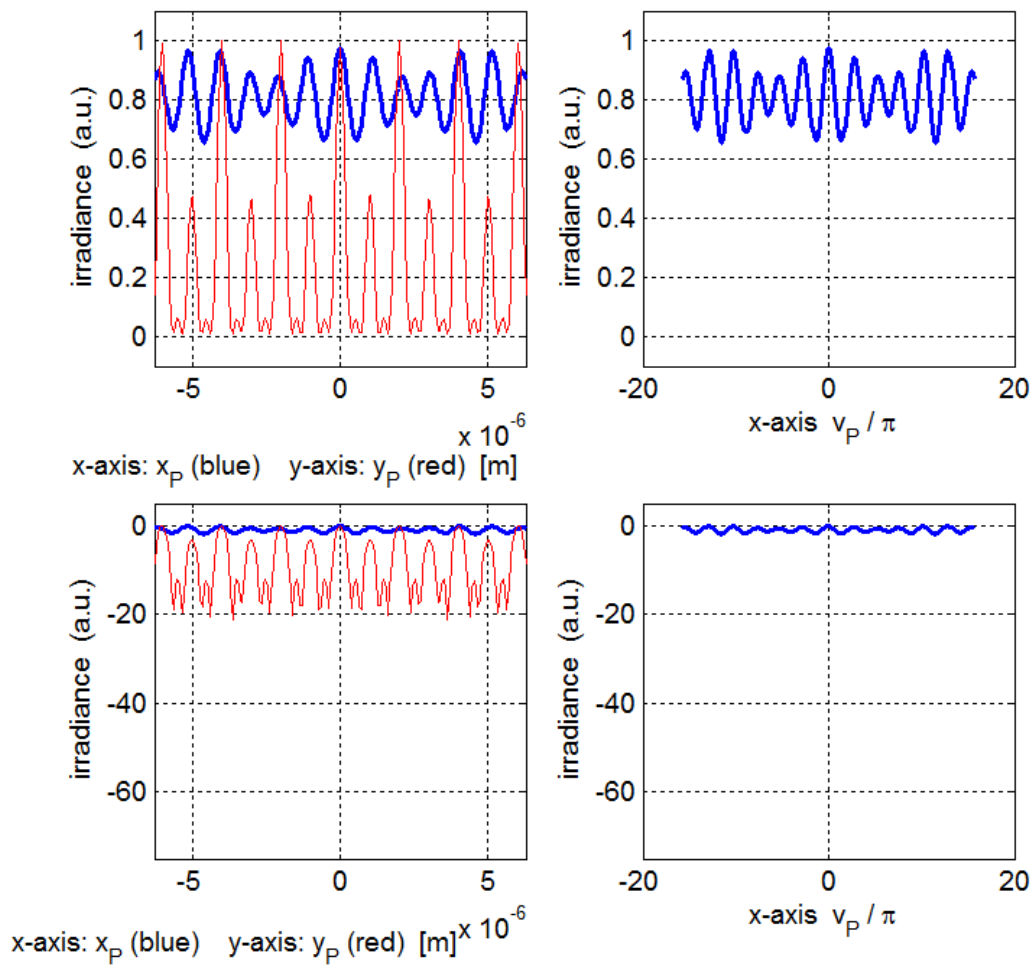 1
0.8
0.6
0.4
0.2
0
irradiance (a.u.)
-5 0 5
x 10^-6
x-axis: x_P (blue) y-axis: y_P (red) [m]
1
0.8
0.6
0.4
0.2
0
irradiance (a.u.)
-20 0 20
x-axis v_P / π
0
-20
-40
-60
irradiance (a.u.)
-5 0 5
x 10^-6
x-axis: x_P (blue) y-axis: y_P (red) [m]
0
-20
-40
-60
irradiance (a.u.)
-20 0 20
x-axis v_P / π